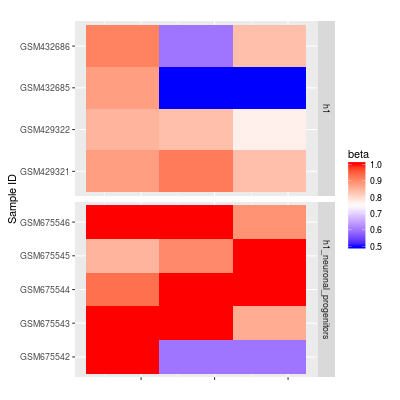 GSM432686
GSM432685
GSM429322
GSM429321
h1
GSM675546
GSM675545
GSM675544
GSM675543
GSM675542
h1_neuronal_progenitors
Sample ID
beta
1.0
0.9
0.8
0.7
0.6
0.5